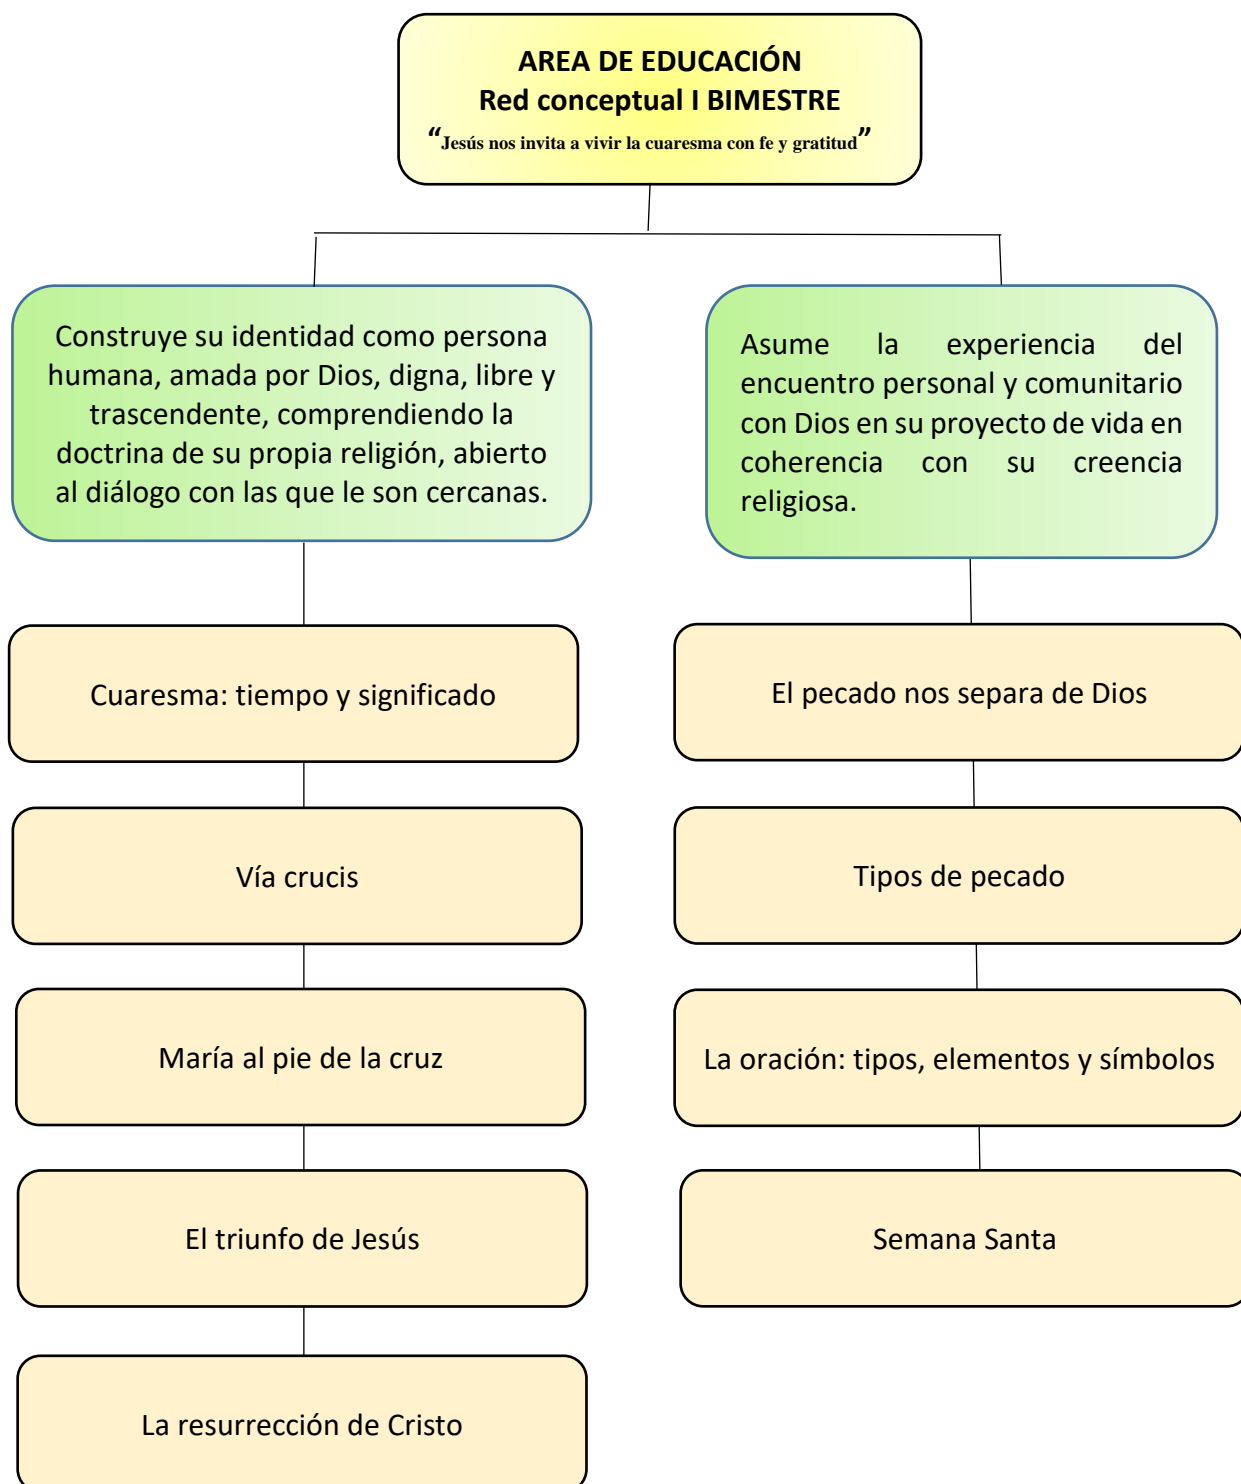 AREA DE EDUCACIÓN
Red conceptual I BIMESTRE
“Jesús nos invita a vivir la cuaresma con fe y gratitud”
Construye su identidad como persona
humana, amada por Dios, digna, libre y
trascendente, comprendiendo la
doctrina de su propia religión, abierto
al diálogo con las que le son cercanas.
Asume la experiencia del
encuentro personal y comunitario
con Dios en su proyecto de vida en
coherencia con su creencia
religiosa.
Cuaresma: tiempo y significado
Vía crucis
María al pie de la cruz
El triunfo de Jesús
La resurrección de Cristo
El pecado nos separa de Dios
Tipos de pecado
La oración: tipos, elementos y símbolos
Semana Santa